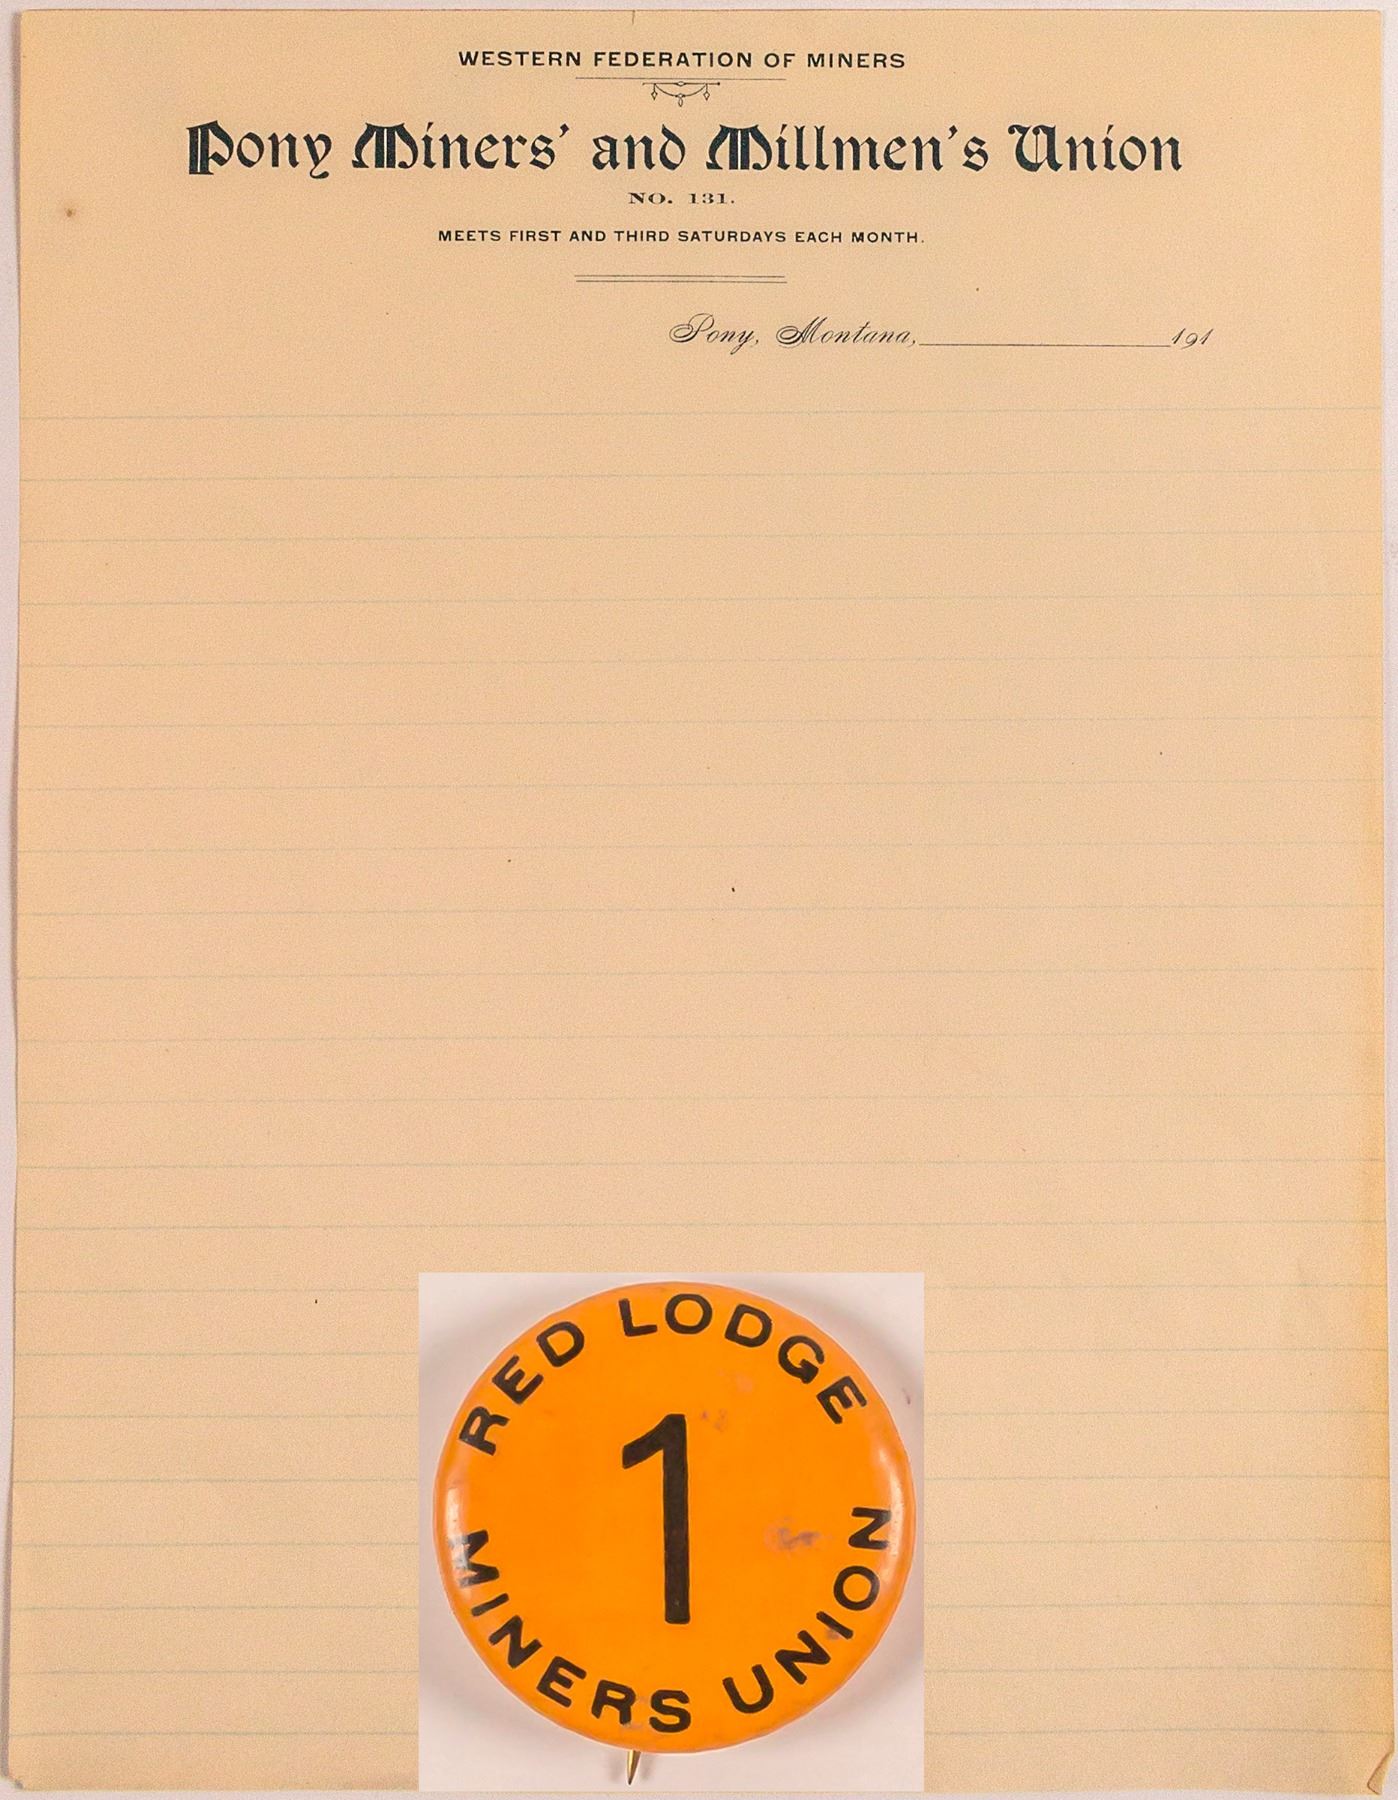 WESTERN FEDERATION OF MINERS
Pony Miners' and Millmen's Union
NO. 131.
MEETS FIRST AND THIRD SATURDAYS EACH MONTH.
Pony, Montana, 191
RED LODGE
1
MINERS UNION